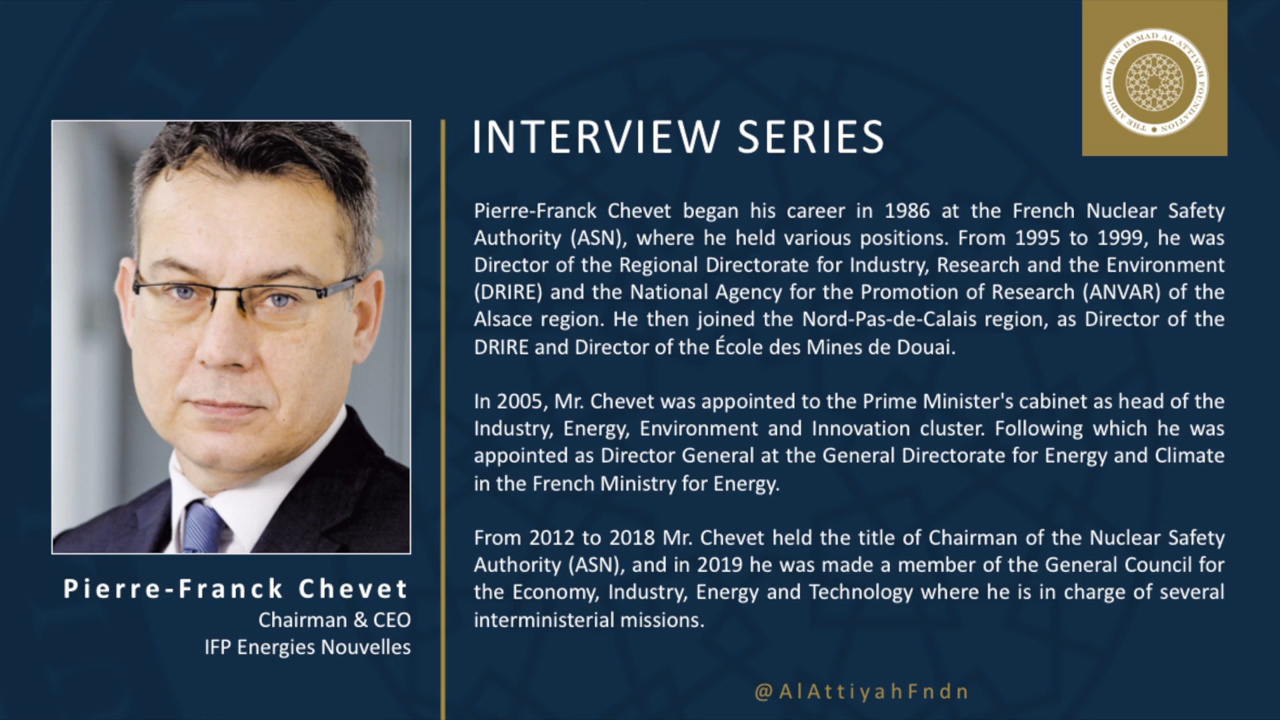 THE ABDULLAH BIN HAMAD AL-ATTIYAH FOUNDATION
INTERVIEW SERIES
Pierre-Franck Chevet began his career in 1986 at the French Nuclear Safety
Authority (ASN), where he held various positions. From 1995 to 1999, he was
Director of the Regional Directorate for Industry, Research and the Environment
(DRIRE) and the National Agency for the Promotion of Research (ANVAR) of the
Alsace region. He then joined the Nord-Pas-de-Calais region, as Director of the
DRIRE and Director of the École des Mines de Douai.
In 2005, Mr. Chevet was appointed to the Prime Minister's cabinet as head of the
Industry, Energy, Environment and Innovation cluster. Following which he was
appointed as Director General at the General Directorate for Energy and Climate
in the French Ministry for Energy.
From 2012 to 2018 Mr. Chevet held the title of Chairman of the Nuclear Safety
Authority (ASN), and in 2019 he was made a member of the General Council for
the Economy, Industry, Energy and Technology where he is in charge of several
interministerial missions.
Pierre-Franck Chevet
Chairman & CEO
IFP Energies Nouvelles
@AlAttiyahFndn